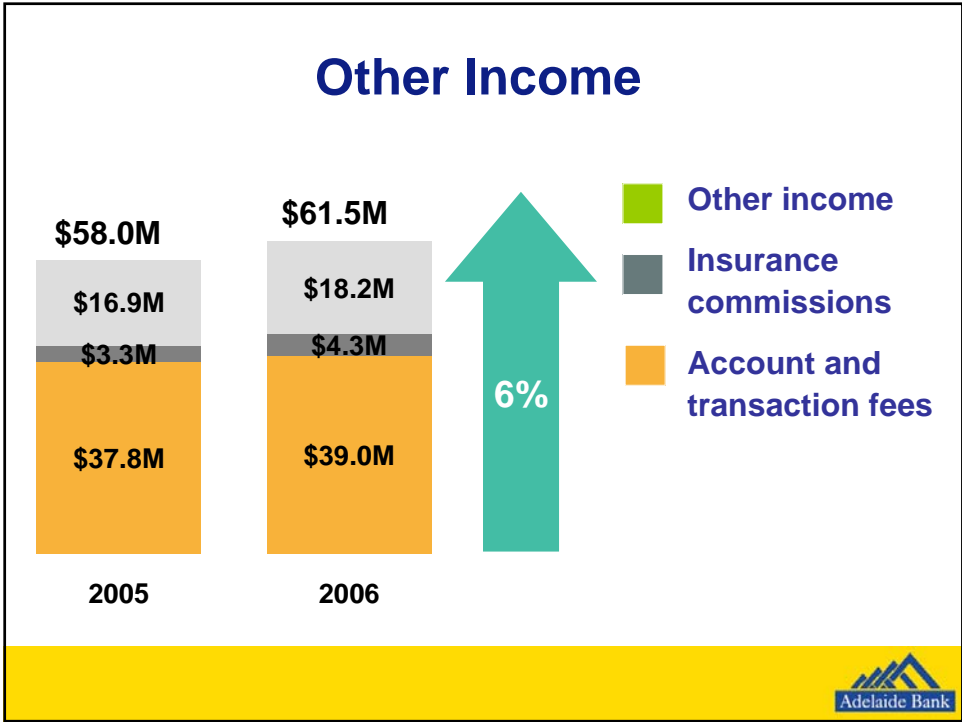 Other Income
$58.0M
$16.9M
$3.3M
$37.8M
2005
$61.5M
$18.2M
$4.3M
$39.0M
2006
6%
Other income
Insurance
commissions
Account and
transaction fees
Adelaide Bank